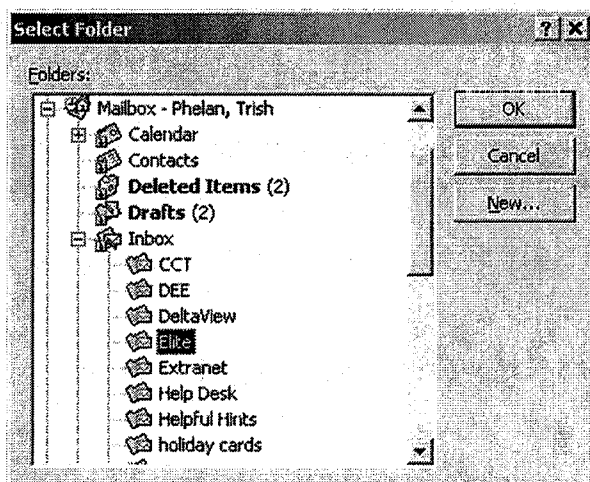 Select Folder
Folders:
Mailbox - Phelan, Trish
OK
Calendar
Contacts
Cancel
Deleted Items (2)
Drafts (2)
New...
Inbox
CCT
DEE
DeltaView
Elite
Extranet
Help Desk
Helpful Hints
holiday cards